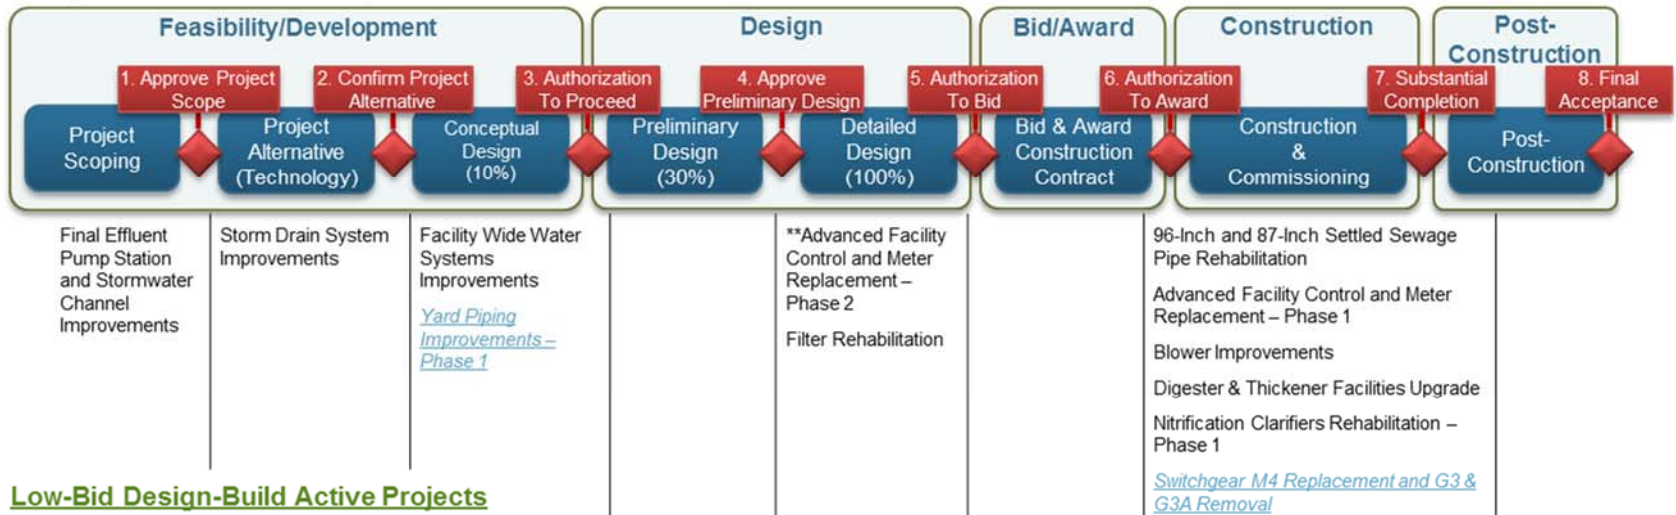 Feasibility/Development
Design
Bid/Award
Construction
Post-
Construction
1. Approve Project
Scope
2. Confirm Project
Alternative
3. Authorization
To Proceed
4. Approve
Preliminary Design
5. Authorization
To Bid
6. Authorization
To Award
7. Substantial
Completion
8. Final
Acceptance
Project
Scoping
Project
Alternative
(Technology)
Conceptual
Design
(10%)
Preliminary
Design
(30%)
Detailed
Design
(100%)
Bid & Award
Construction
Contract
Construction
&
Commissioning
Post-
Construction
Final Effluent
Pump Station
and Stormwater
Channel
Improvements
Storm Drain System
Improvements
Facility Wide Water
Systems
Improvements
Yard Piping
Improvements –
Phase 1
**Advanced Facility
Control and Meter
Replacement –
Phase 2
Filter Rehabilitation
96-Inch and 87-Inch Settled Sewage
Pipe Rehabilitation
Advanced Facility Control and Meter
Replacement – Phase 1
Blower Improvements
Digester & Thickener Facilities Upgrade
Nitrification Clarifiers Rehabilitation –
Phase 1
Switchgear M4 Replacement and G3 &
G3A Removal
Low-Bid Design-Build Active Projects